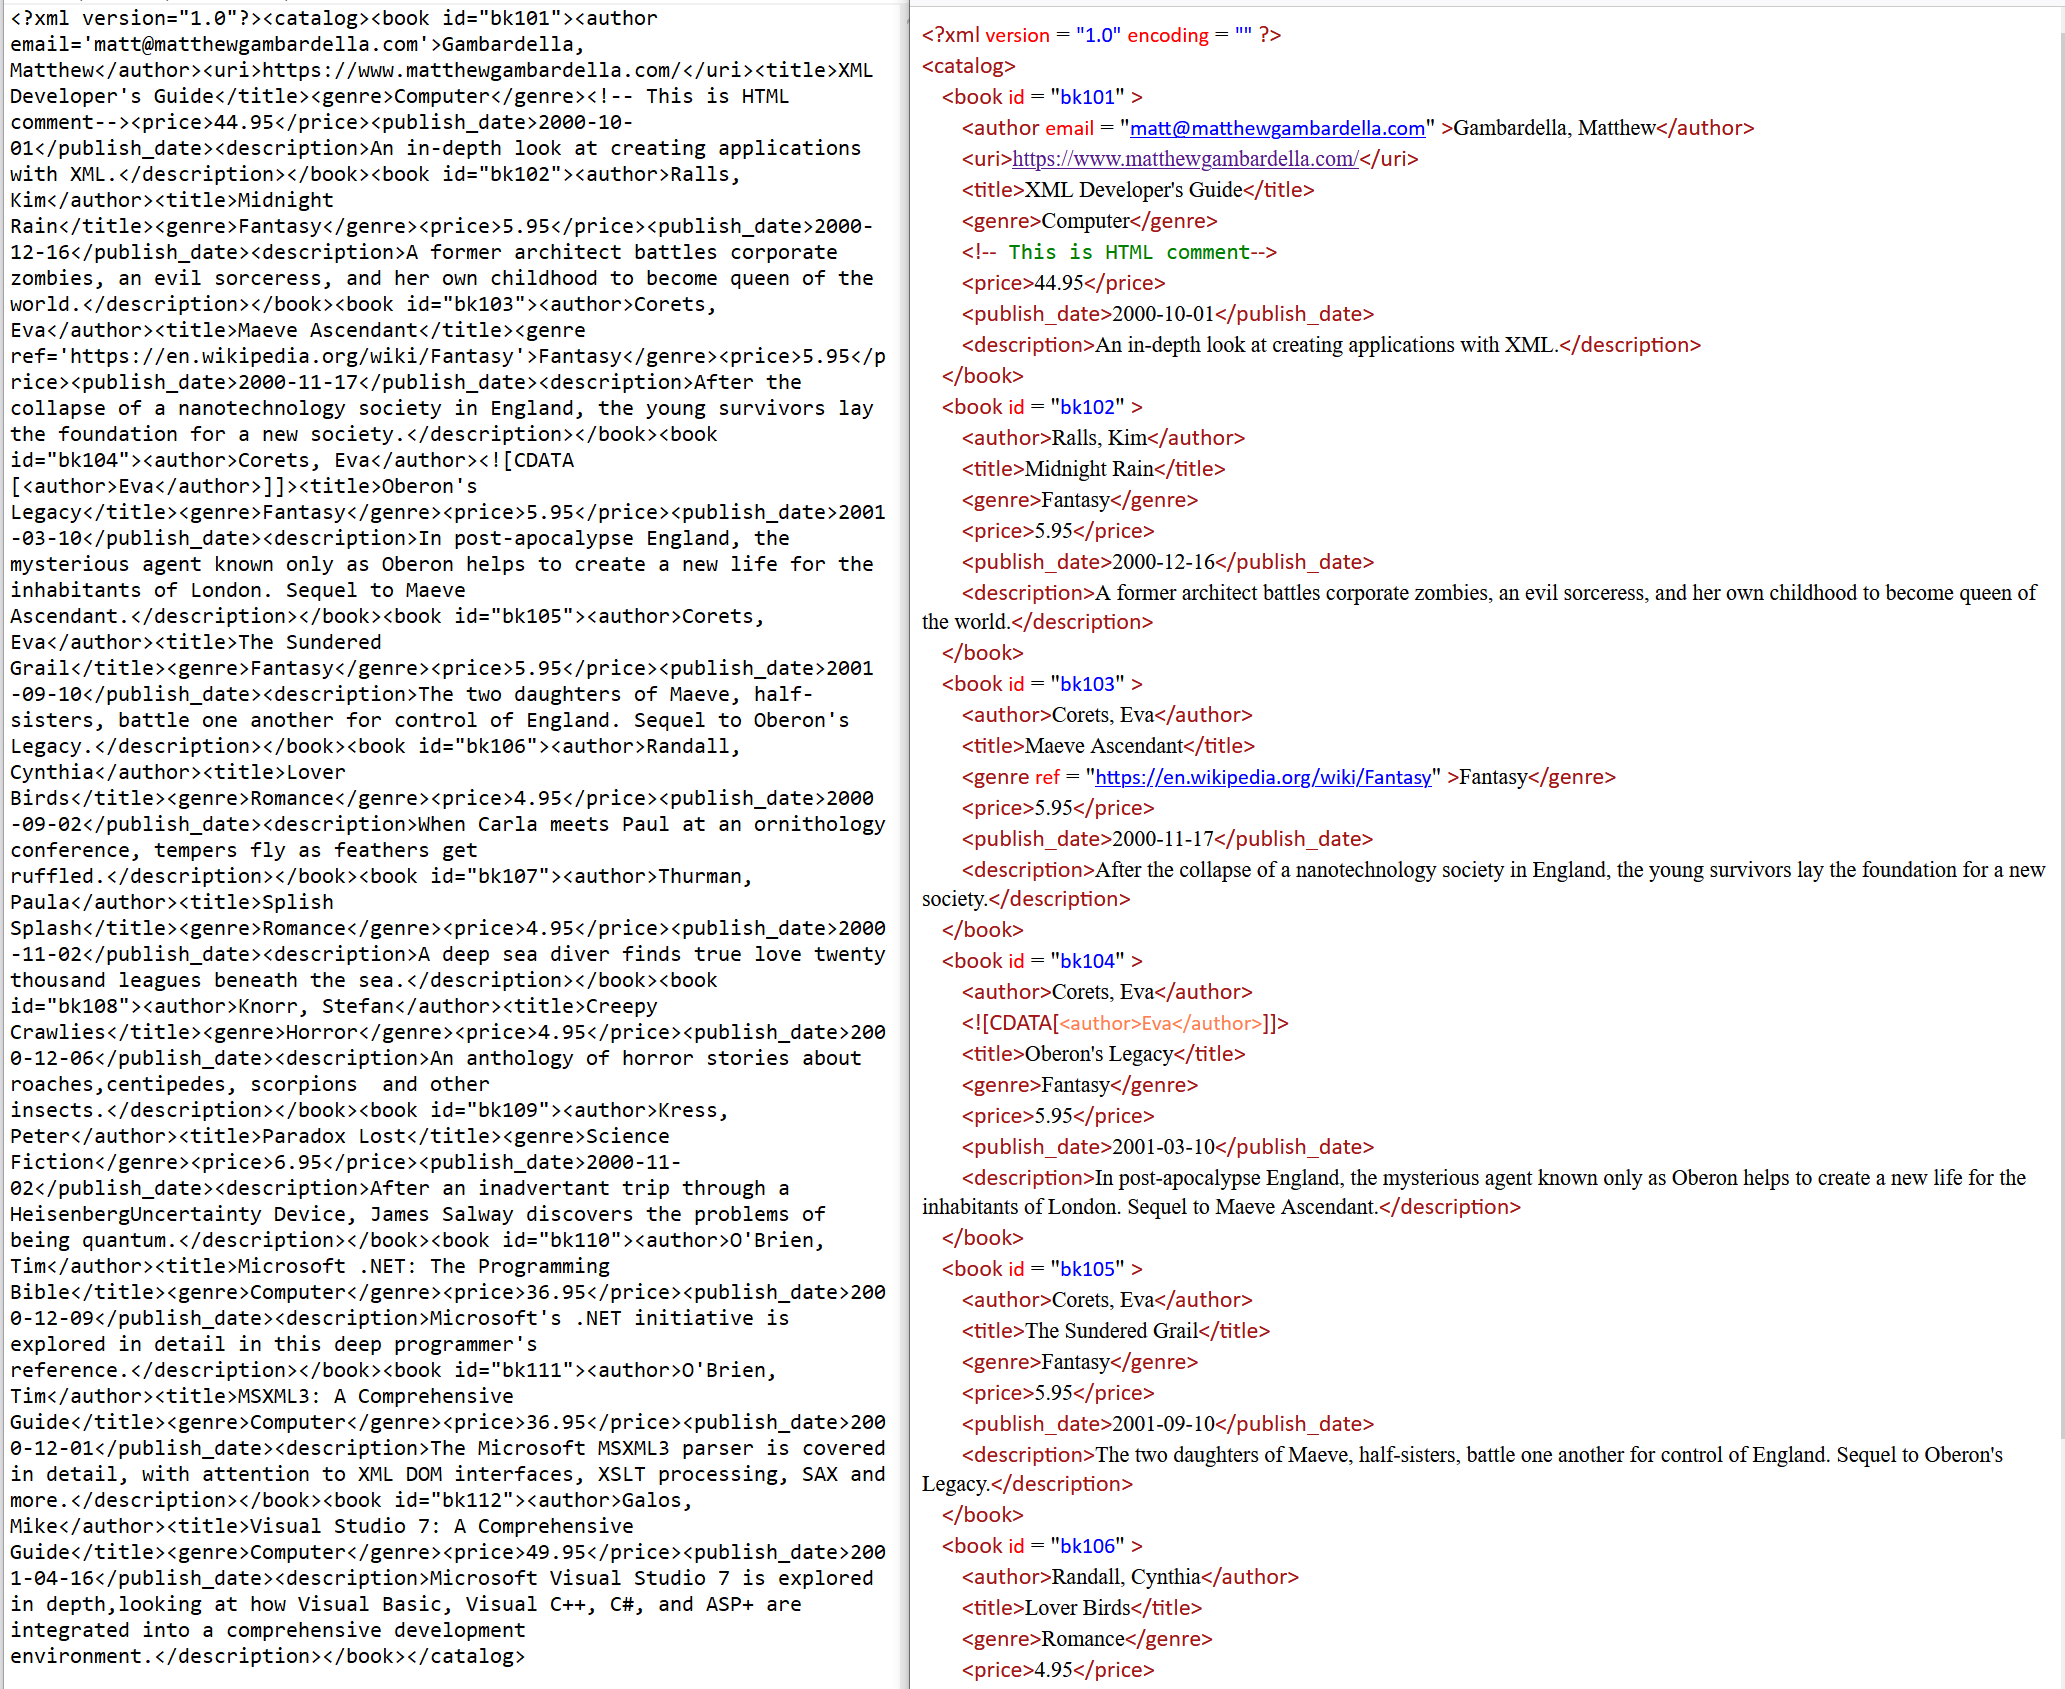 <?xml version="1.0"?><catalog><book id="bk101"><author
email='matt@matthewgambardella.com'>Gambardella,
Matthew</author><uri>https://www.matthewgambardella.com/</uri><title>XML
Developer's Guide</title><genre>Computer</genre><!-- This is HTML
comment--><price>44.95</price><publish_date>2000-10-
01</publish_date><description>An in-depth look at creating applications
with XML.</description></book><book id="bk102"><author>Ralls,
Kim</author><title>Midnight
Rain</title><genre>Fantasy</genre><price>5.95</price><publish_date>2000-
12-16</publish_date><description>A former architect battles corporate
zombies, an evil sorceress, and her own childhood to become queen of the
world.</description></book><book id="bk103"><author>Corets,
Eva</author><title>Maeve Ascendant</title><genre
ref='https://en.wikipedia.org/wiki/Fantasy'>Fantasy</genre><price>5.95</p
rice><publish_date>2000-11-17</publish_date><description>After the
collapse of a nanotechnology society in England, the young survivors lay
the foundation for a new society.</description></book><book
id="bk104"><author>Corets, Eva</author><![CDATA
[<author>Eva</author>]]><title>Oberon's
Legacy</title><genre>Fantasy</genre><price>5.95</price><publish_date>2001
-03-10</publish_date><description>In post-apocalypse England, the
mysterious agent known only as Oberon helps to create a new life for the
inhabitants of London. Sequel to Maeve
Ascendant.</description></book><book id="bk105"><author>Corets,
Eva</author><title>The Sundered
Grail</title><genre>Fantasy</genre><price>5.95</price><publish_date>2001
-09-10</publish_date><description>The two daughters of Maeve, half-
sisters, battle one another for control of England. Sequel to Oberon's
Legacy.</description></book><book id="bk106"><author>Randall,
Cynthia</author><title>Lover
Birds</title><genre>Romance</genre><price>4.95</price><publish_date>2000
-09-02</publish_date><description>When Carla meets Paul at an ornithology
conference, tempers fly as feathers get
ruffled.</description></book><book id="bk107"><author>Thurman,
Paula</author><title>Splish
Splash</title><genre>Romance</genre><price>4.95</price><publish_date>2000
-11-02</publish_date><description>A deep sea diver finds true love twenty
thousand leagues beneath the sea.</description></book><book
id="bk108"><author>Knorr, Stefan</author><title>Creepy
Crawlies</title><genre>Horror</genre><price>4.95</price><publish_date>200
0-12-06</publish_date><description>An anthology of horror stories about
roaches,centipedes, scorpions  and other
insects.</description></book><book id="bk109"><author>Kress,
Peter</author><title>Paradox Lost</title><genre>Science
Fiction</genre><price>6.95</price><publish_date>2000-11-
02</publish_date><description>After an inadvertant trip through a
HeisenbergUncertainty Device, James Salway discovers the problems of
being quantum.</description></book><book id="bk110"><author>O'Brien,
Tim</author><title>Microsoft .NET: The Programming
Bible</title><genre>Computer</genre><price>36.95</price><publish_date>200
0-12-09</publish_date><description>Microsoft's .NET initiative is
explored in detail in this deep programmer's
reference.</description></book><book id="bk111"><author>O'Brien,
Tim</author><title>MSXML3: A Comprehensive
Guide</title><genre>Computer</genre><price>36.95</price><publish_date>200
0-12-01</publish_date><description>The Microsoft MSXML3 parser is covered
in detail, with attention to XML DOM interfaces, XSLT processing, SAX and
more.</description></book><book id="bk112"><author>Galos,
Mike</author><title>Visual Studio 7: A Comprehensive
Guide</title><genre>Computer</genre><price>49.95</price><publish_date>200
1-04-16</publish_date><description>Microsoft Visual Studio 7 is explored
in depth,looking at how Visual Basic, Visual C++, C#, and ASP+ are
integrated into a comprehensive development
environment.</description></book></catalog>
<?xml version = "1.0" encoding = "" ?>
<catalog>
<book id = "bk101" >
<author email = "matt@matthewgambardella.com" >Gambardella, Matthew</author>
<uri>https://www.matthewgambardella.com/</uri>
<title>XML Developer's Guide</title>
<genre>Computer</genre>
<!-- This is HTML comment-->
<price>44.95</price>
<publish_date>2000-10-01</publish_date>
<description>An in-depth look at creating applications with XML.</description>
</book>
<book id = "bk102" >
<author>Ralls, Kim</author>
<title>Midnight Rain</title>
<genre>Fantasy</genre>
<price>5.95</price>
<publish_date>2000-12-16</publish_date>
<description>A former architect battles corporate zombies, an evil sorceress, and her own childhood to become queen of
the world.</description>
</book>
<book id = "bk103" >
<author>Corets, Eva</author>
<title>Maeve Ascendant</title>
<genre ref = "https://en.wikipedia.org/wiki/Fantasy" >Fantasy</genre>
<price>5.95</price>
<publish_date>2000-11-17</publish_date>
<description>After the collapse of a nanotechnology society in England, the young survivors lay the foundation for a new
society.</description>
</book>
<book id = "bk104" >
<author>Corets, Eva</author>
<![CDATA[<author>Eva</author>]]>
<title>Oberon's Legacy</title>
<genre>Fantasy</genre>
<price>5.95</price>
<publish_date>2001-03-10</publish_date>
<description>In post-apocalypse England, the mysterious agent known only as Oberon helps to create a new life for the
inhabitants of London. Sequel to Maeve Ascendant.</description>
</book>
<book id = "bk105" >
<author>Corets, Eva</author>
<title>The Sundered Grail</title>
<genre>Fantasy</genre>
<price>5.95</price>
<publish_date>2001-09-10</publish_date>
<description>The two daughters of Maeve, half-sisters, battle one another for control of England. Sequel to Oberon's
Legacy.</description>
</book>
<book id = "bk106" >
<author>Randall, Cynthia</author>
<title>Lover Birds</title>
<genre>Romance</genre>
<price>4.95</price>